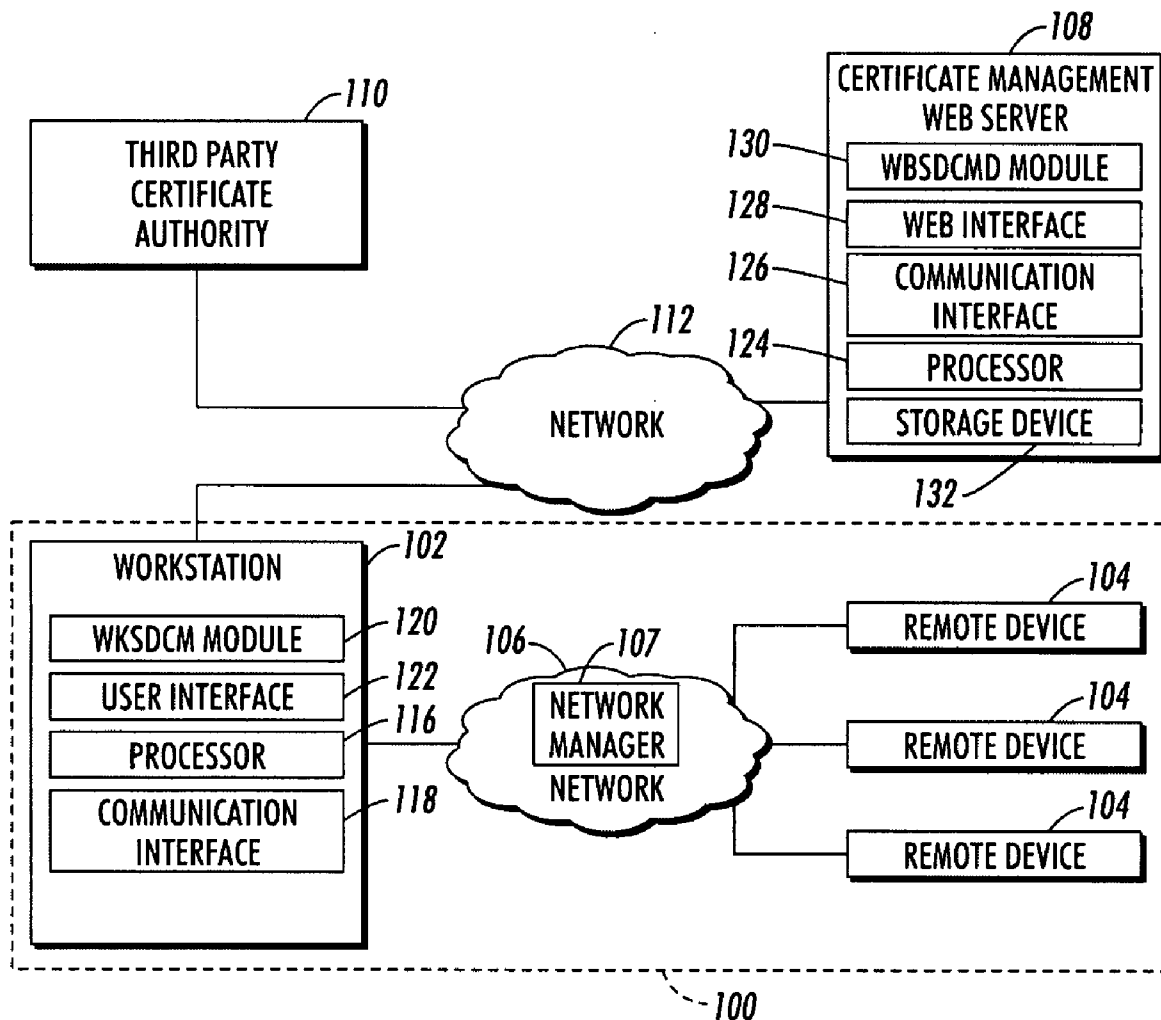 108
CERTIFICATE MANAGEMENT
WEB SERVER
130
WBSDCMD MODULE
128
WEB INTERFACE
126
COMMUNICATION
INTERFACE
124
PROCESSOR
STORAGE DEVICE
132
110
THIRD PARTY
CERTIFICATE
AUTHORITY
112
NETWORK
102
WORKSTATION
WKSDCM MODULE
120
USER INTERFACE
122
PROCESSOR
116
COMMUNICATION
INTERFACE
118
106
107
NETWORK
MANAGER
NETWORK
104
REMOTE DEVICE
104
REMOTE DEVICE
104
REMOTE DEVICE
100